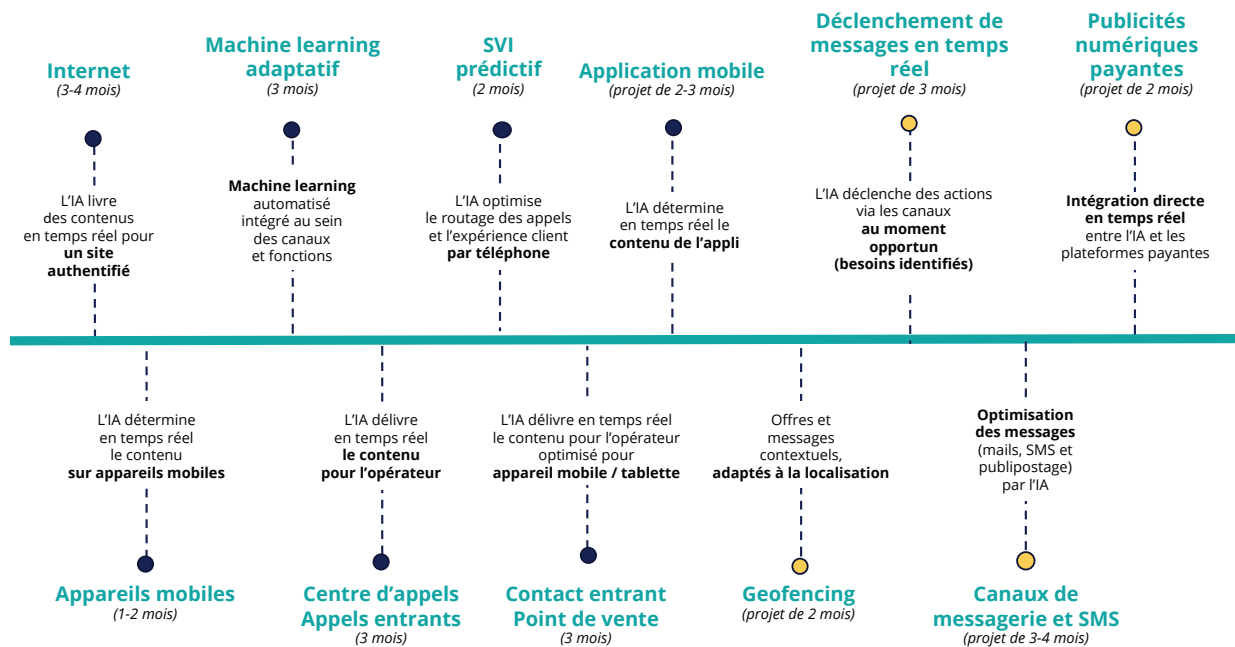 Internet
(3-4 mois)
L’IA livre
des contenus
en temps réel pour
un site
authentifié
Machine learning
adaptatif
(3 mois)
Machine learning
automatisé
intégré au sein
des canaux
et fonctions
SVI
prédictif
(2 mois)
L’IA optimise
le routage des appels
et l’expérience client
par téléphone
Application mobile
(projet de 2-3 mois)
L’IA détermine
en temps réel le
contenu de l’appli
Déclenchement de
messages en temps
réel
(projet de 3 mois)
L’IA déclenche des actions
via les canaux
au moment
opportun
(besoins identifiés)
Publicités
numériques
payantes
(projet de 2 mois)
Intégration directe
en temps réel
entre l’IA et les
plateformes payantes
L’IA détermine
en temps réel
le contenu
sur appareils mobiles
Appareils mobiles
(1-2 mois)
L’IA délivre
en temps réel
le contenu
pour l’opérateur
Centre d’appels
Appels entrants
(3 mois)
L’IA délivre en temps réel
le contenu pour l’opérateur
optimisé pour
appareil mobile / tablette
Contact entrant
Point de vente
(3 mois)
Offres et
messages
contextuels,
adaptés à la localisation
Geofencing
(projet de 2 mois)
Optimisation
des messages
(mails, SMS et
publipostage)
par l’IA
Canaux de
messagerie et SMS
(projet de 3-4 mois)